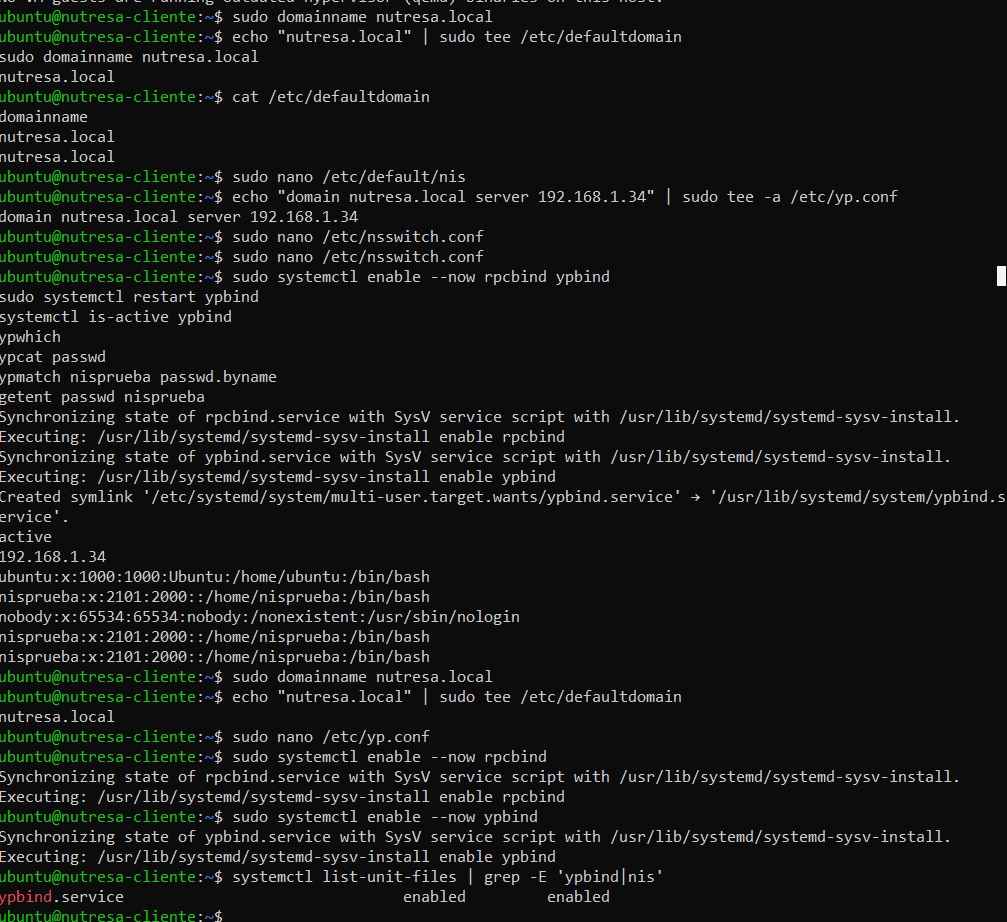 ubuntu@nutresa-cliente:~$ sudo domainname nutresa.local
ubuntu@nutresa-cliente:~$ echo "nutresa.local" | sudo tee /etc/defaultdomain
sudo domainname nutresa.local
nutresa.local
ubuntu@nutresa-cliente:~$ cat /etc/defaultdomain
domainname
nutresa.local
nutresa.local
ubuntu@nutresa-cliente:~$ sudo nano /etc/default/nis
ubuntu@nutresa-cliente:~$ echo "domain nutresa.local server 192.168.1.34" | sudo tee -a /etc/yp.conf
domain nutresa.local server 192.168.1.34
ubuntu@nutresa-cliente:~$ sudo nano /etc/nsswitch.conf
ubuntu@nutresa-cliente:~$ sudo nano /etc/nsswitch.conf
ubuntu@nutresa-cliente:~$ sudo systemctl enable --now rpcbind ypbind
sudo systemctl restart ypbind
systemctl is-active ypbind
ypwhich
ypcat passwd
ypmatch nisprueba passwd.byname
getent passwd nisprueba
Synchronizing state of rpcbind.service with SysV service script with /usr/lib/systemd/systemd-sysv-install.
Executing: /usr/lib/systemd/systemd-sysv-install enable rpcbind
Synchronizing state of ypbind.service with SysV service script with /usr/lib/systemd/systemd-sysv-install.
Executing: /usr/lib/systemd/systemd-sysv-install enable ypbind
Created symlink '/etc/systemd/system/multi-user.target.wants/ypbind.service' → '/usr/lib/systemd/system/ypbind.s
ervice'.
active
192.168.1.34
ubuntu:x:1000:1000:Ubuntu:/home/ubuntu:/bin/bash
nisprueba:x:2101:2000::/home/nisprueba:/bin/bash
nobody:x:65534:65534:nobody:/nonexistent:/usr/sbin/nologin
nisprueba:x:2101:2000::/home/nisprueba:/bin/bash
nisprueba:x:2101:2000::/home/nisprueba:/bin/bash
ubuntu@nutresa-cliente:~$ sudo domainname nutresa.local
ubuntu@nutresa-cliente:~$ echo "nutresa.local" | sudo tee /etc/defaultdomain
nutresa.local
ubuntu@nutresa-cliente:~$ sudo nano /etc/yp.conf
ubuntu@nutresa-cliente:~$ sudo systemctl enable --now rpcbind
Synchronizing state of rpcbind.service with SysV service script with /usr/lib/systemd/systemd-sysv-install.
Executing: /usr/lib/systemd/systemd-sysv-install enable rpcbind
ubuntu@nutresa-cliente:~$ sudo systemctl enable --now ypbind
Synchronizing state of ypbind.service with SysV service script with /usr/lib/systemd/systemd-sysv-install.
Executing: /usr/lib/systemd/systemd-sysv-install enable ypbind
ubuntu@nutresa-cliente:~$ systemctl list-unit-files | grep -E 'ypbind|nis'
ypbind.service enabled enabled
ubuntu@nutresa-cliente:~$